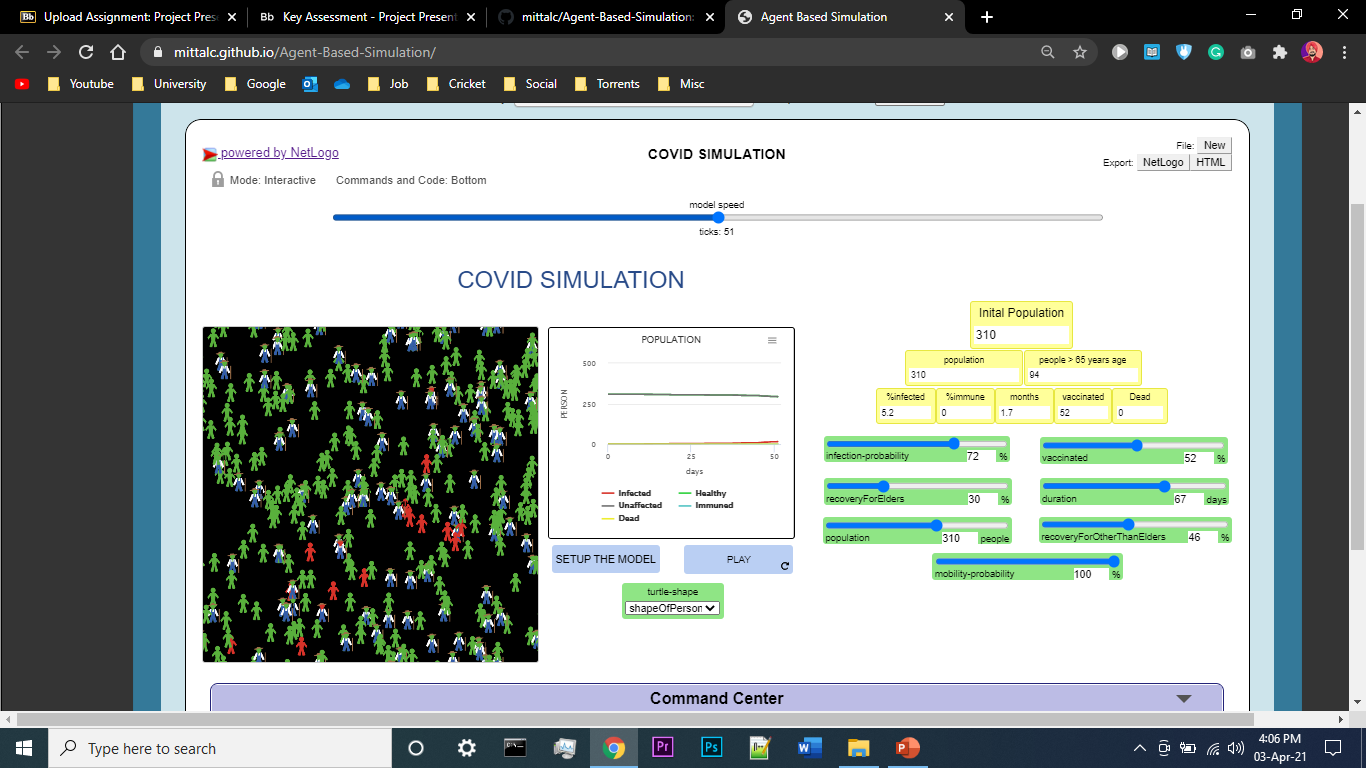 Upload Assignment: Project Pres
Key Assessment - Project Present
mittalc/Agent-Based-Simulation:
Agent Based Simulation
mittalc.github.io/Agent-Based-Simulation/
Youtube
University
Google
Job
Cricket
Social
Torrents
Misc
powered by NetLogo
COVID SIMULATION
File: New
Export: NetLogo HTML
Mode: Interactive Commands and Code: Bottom
model speed
ticks: 51
COVID SIMULATION
Inital Population
310
population
310
people > 65 years age
94
%infected
5.2
%immune
0
months
1.7
vaccinated
52
Dead
0
POPULATION
PERSON
500
250
0
0 25 50
days
Infected
Healthy
Unaffected
Immuned
Dead
infection-probability 72 %
vaccinated 52 %
recoveryForElders 30 %
duration 67 days
population 310 people
recoveryForOtherThanElders 46 %
mobility-probability 100 %
SETUP THE MODEL
PLAY
turtle-shape
shapeOfPerson
Command Center
Type here to search
4:06 PM
03-Apr-21